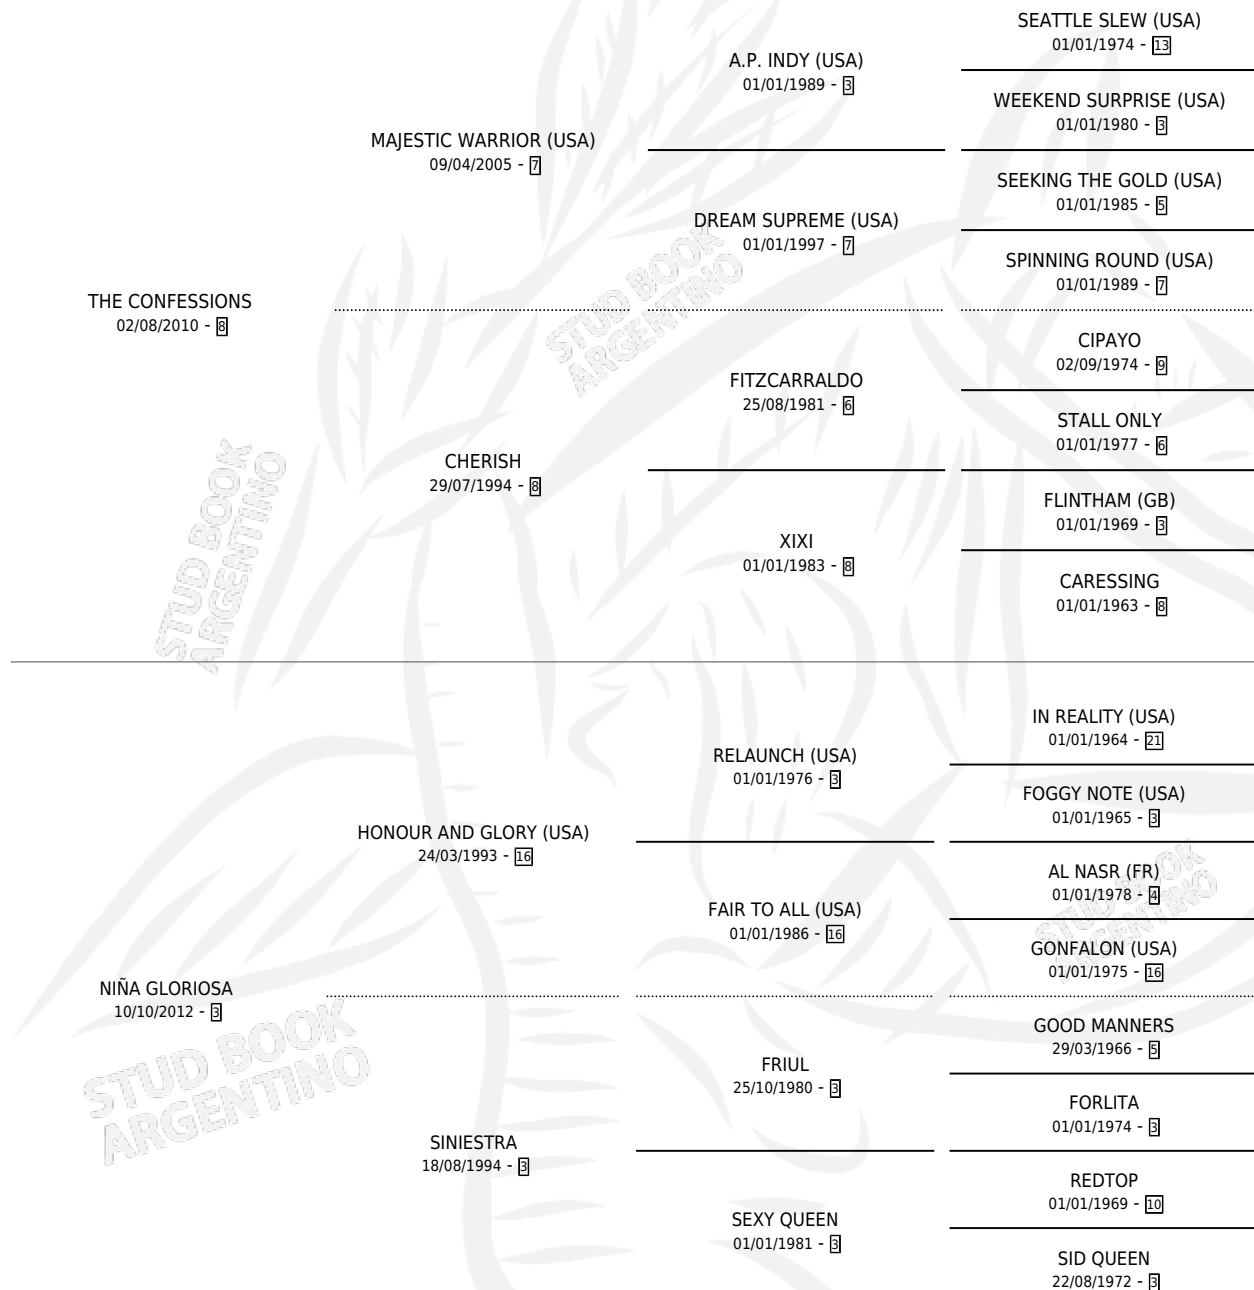 SEATTLE SLEW (USA)
01/01/1974 - 13
A.P. INDY (USA)
01/01/1989 - 3
WEEKEND SURPRISE (USA)
01/01/1980 - 3
MAJESTIC WARRIOR (USA)
09/04/2005 - 7
SEEKING THE GOLD (USA)
01/01/1985 - 5
DREAM SUPREME (USA)
01/01/1997 - 7
SPINNING ROUND (USA)
01/01/1989 - 7
THE CONFESSIONS
02/08/2010 - 8
CIPAYO
02/09/1974 - 9
FITZCARRALDO
25/08/1981 - 6
STALL ONLY
01/01/1977 - 6
CHERISH
29/07/1994 - 8
FLINTHAM (GB)
01/01/1969 - 3
XIXI
01/01/1983 - 8
CARESSING
01/01/1963 - 8
IN REALITY (USA)
01/01/1964 - 21
RELAUNCH (USA)
01/01/1976 - 3
FOGGY NOTE (USA)
01/01/1965 - 3
HONOUR AND GLORY (USA)
24/03/1993 - 16
AL NASR (FR)
01/01/1978 - 4
FAIR TO ALL (USA)
01/01/1986 - 16
GONFALON (USA)
01/01/1975 - 16
NIÑA GLORIOSA
10/10/2012 - 3
GOOD MANNERS
29/03/1966 - 5
FRIUL
25/10/1980 - 3
FORLITA
01/01/1974 - 3
SINIESTRA
18/08/1994 - 3
REDTOP
01/01/1969 - 10
SEXY QUEEN
01/01/1981 - 3
SID QUEEN
22/08/1972 - 3
STUD BOOK
ARGENTINO
STUD BOOK
ARGENTINO
STUD BOOK
ARGENTINO
STUD BOOK
ARGENTINO